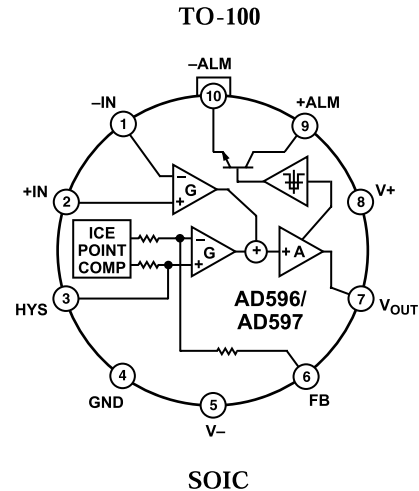 TO-100
–ALM
10
–IN
+ALM
1
9
+IN
2
–
G
+
8
V+
ICE
POINT
COMP
–
G
+
+
+ A
3
HYS
AD596/
AD597
7
VOUT
4
GND
5
V–
6
FB
SOIC